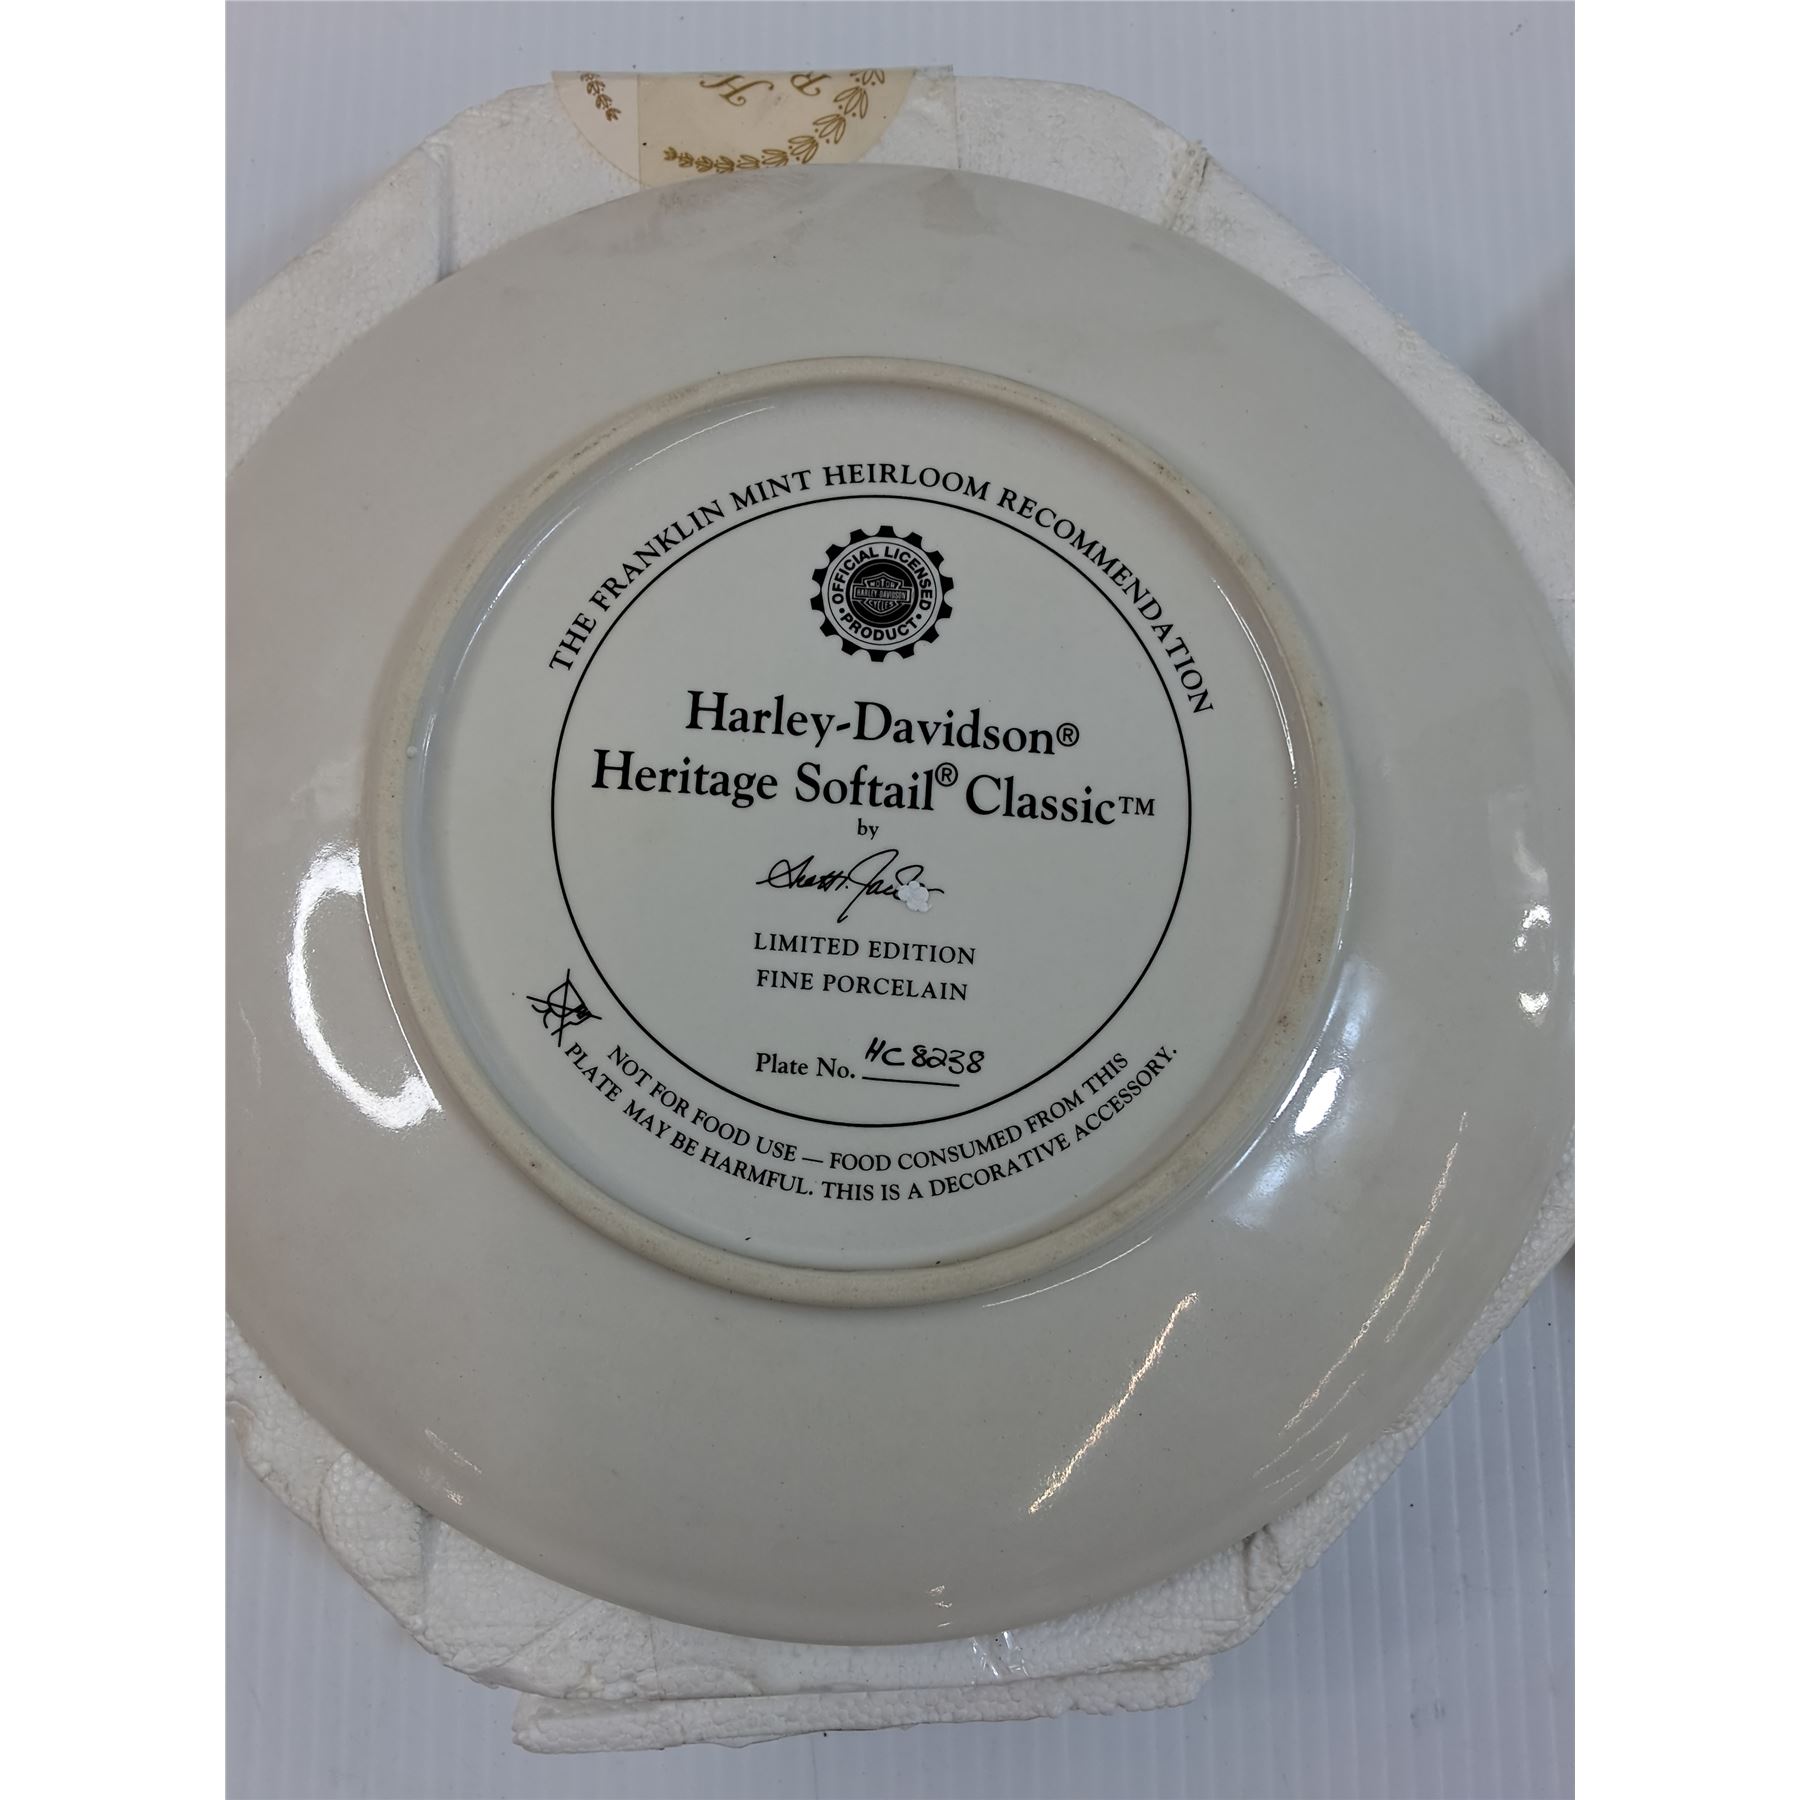 H
R
THE FRANKLIN MINT HEIRLOOM RECOMMENDATION
OFFICIAL LICENSED
MOTOR
HARLEY-DAVIDSON
CYCLES
• PRODUCT •
Harley-Davidson®
Heritage Softail® Classic™
by
LIMITED EDITION
FINE PORCELAIN
Plate No. HC8238
NOT FOR FOOD USE — FOOD CONSUMED FROM THIS
PLATE MAY BE HARMFUL. THIS IS A DECORATIVE ACCESSORY.